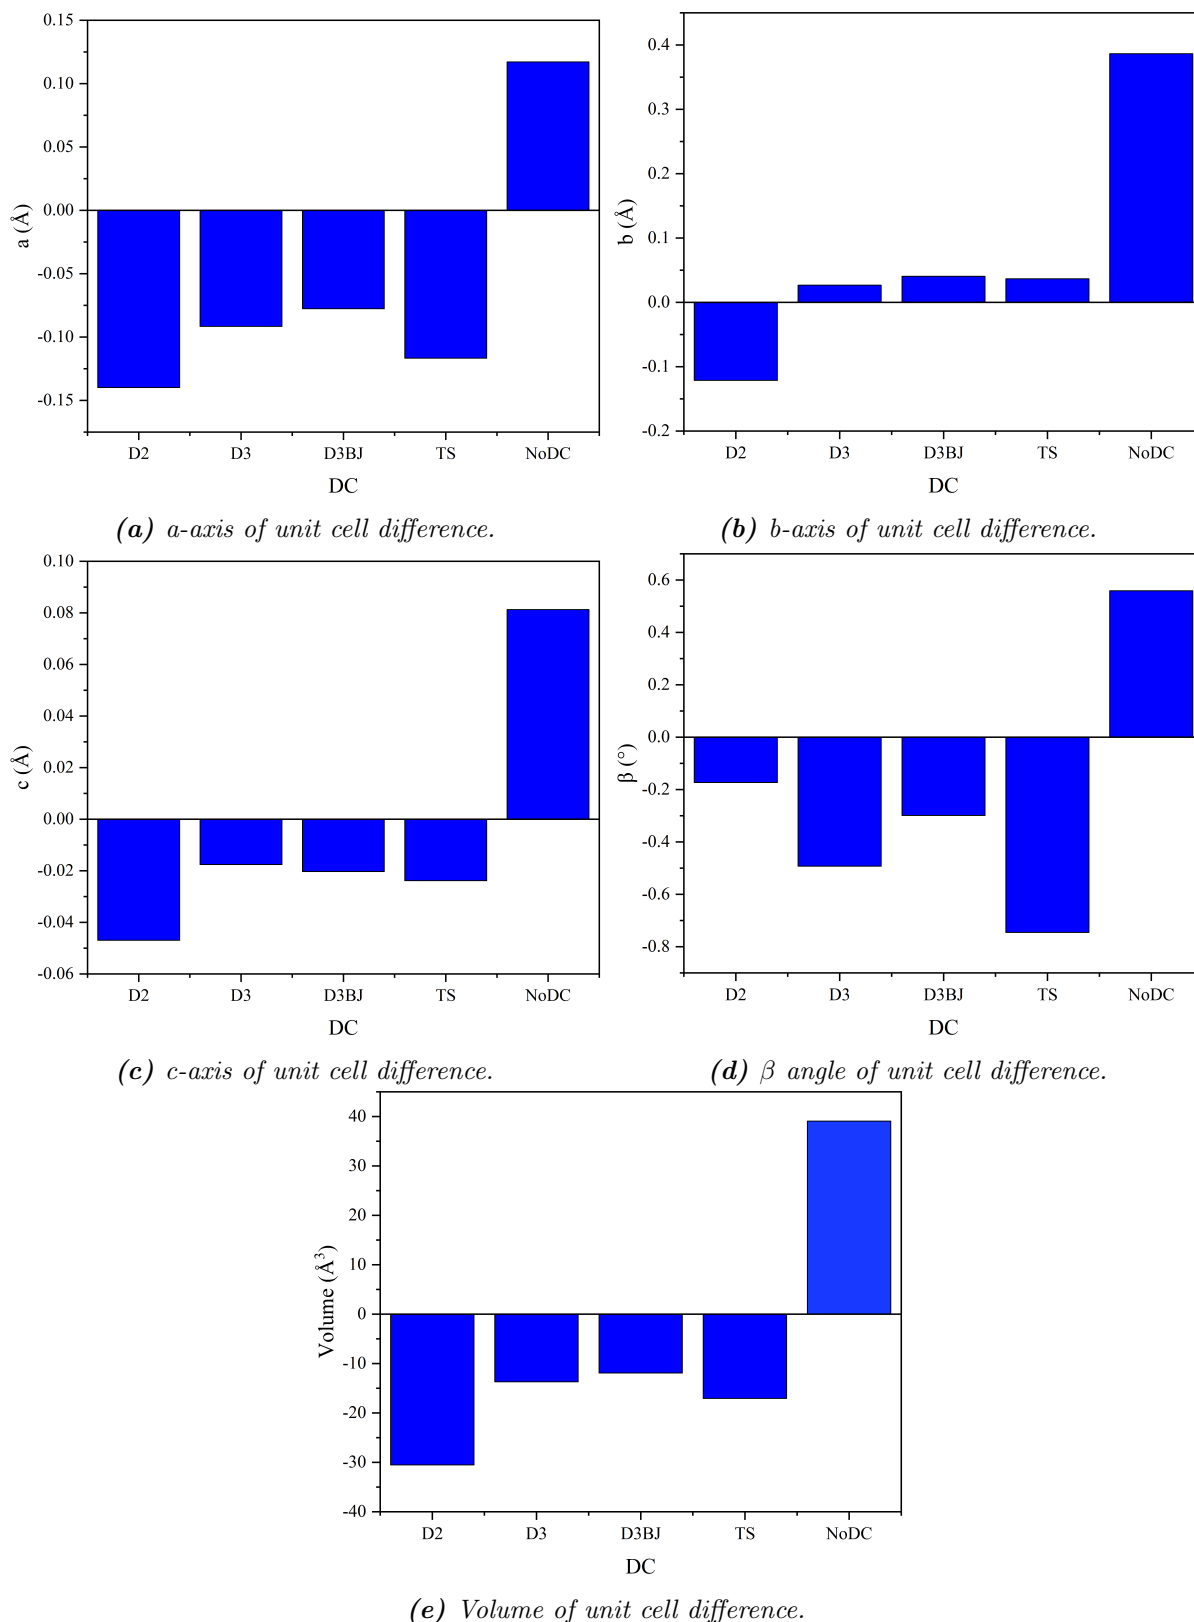 0.15
0.10
0.05
0.00
-0.05
-0.10
-0.15
a (Å)
D2 D3 D3BJ TS NoDC
DC
(a) a-axis of unit cell difference.
0.4
0.3
0.2
0.1
0.0
-0.1
-0.2
b (Å)
D2 D3 D3BJ TS NoDC
DC
(b) b-axis of unit cell difference.
0.10
0.08
0.06
0.04
0.02
0.00
-0.02
-0.04
-0.06
c (Å)
D2 D3 D3BJ TS NoDC
DC
(c) c-axis of unit cell difference.
0.6
0.4
0.2
0.0
-0.2
-0.4
-0.6
-0.8
β (°)
D2 D3 D3BJ TS NoDC
DC
(d) β angle of unit cell difference.
40
30
20
10
0
-10
-20
-30
-40
Volume (Å³)
D2 D3 D3BJ TS NoDC
DC
(e) Volume of unit cell difference.